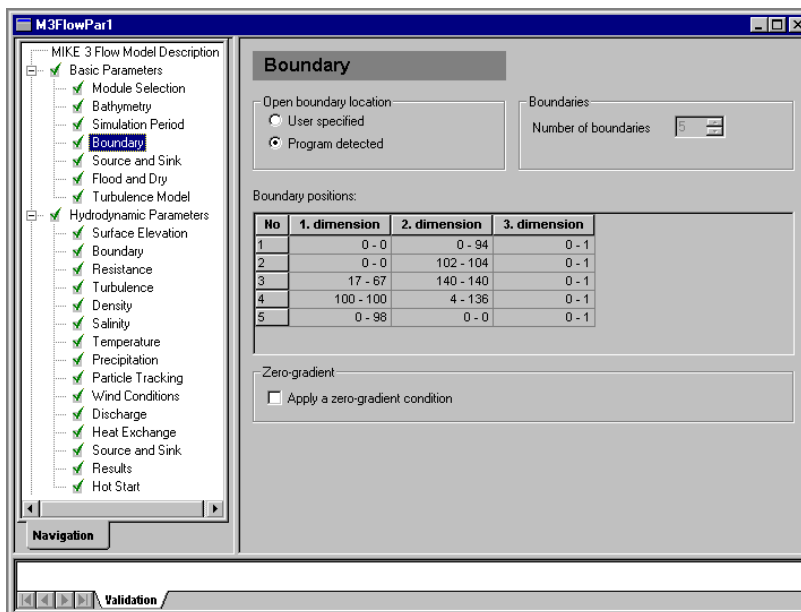 M3FlowPar1
MIKE 3 Flow Model Description
Basic Parameters
Module Selection
Bathymetry
Simulation Period
Boundary
Source and Sink
Flood and Dry
Turbulence Model
Hydrodynamic Parameters
Surface Elevation
Boundary
Resistance
Turbulence
Density
Salinity
Temperature
Precipitation
Particle Tracking
Wind Conditions
Discharge
Heat Exchange
Source and Sink
Results
Hot Start
Navigation
Boundary
Open boundary location
User specified
Program detected
Boundaries
Number of boundaries 5
Boundary positions:
No 1. dimension 2. dimension 3. dimension
1 0 - 0 0 - 94 0 - 1
2 0 - 0 102 - 104 0 - 1
3 17 - 67 140 - 140 0 - 1
4 100 - 100 4 - 136 0 - 1
5 0 - 98 0 - 0 0 - 1
Zero-gradient
Apply a zero-gradient condition
Validation